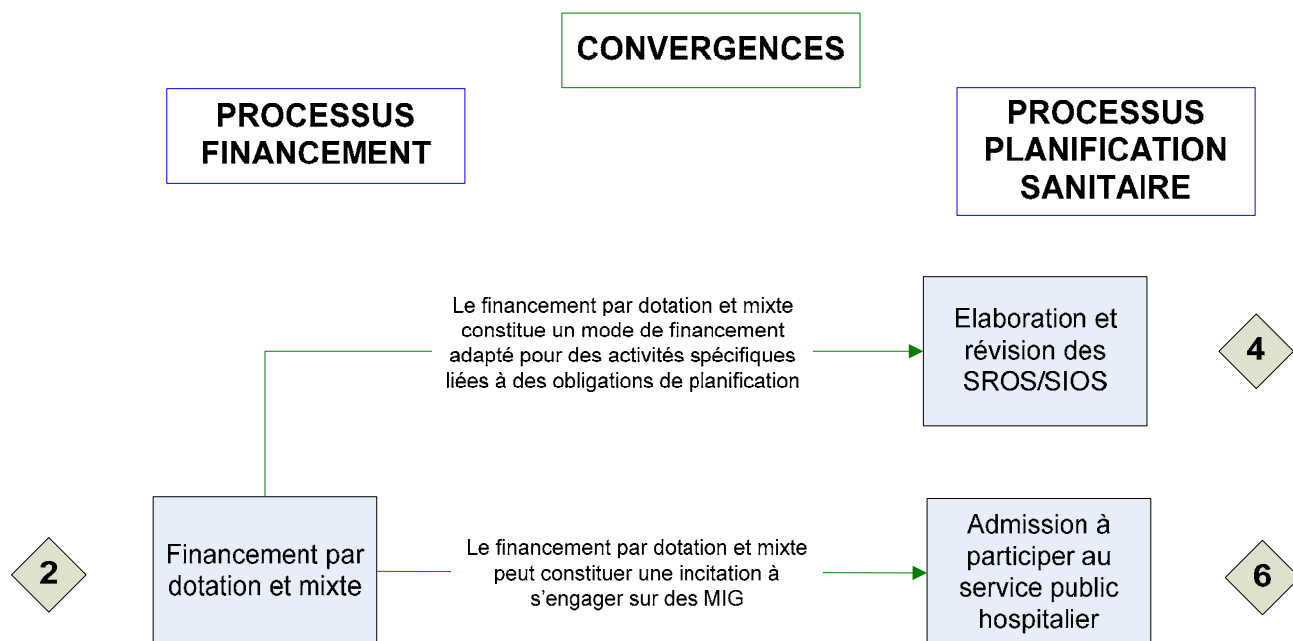 CONVERGENCES
PROCESSUS
FINANCEMENT
PROCESSUS
PLANIFICATION
SANITAIRE
Le financement par dotation et mixte
constitue un mode de financement
adapté pour des activités spécifiques
liées à des obligations de planification
Elaboration et
révision des
SROS/SIOS
4
2
Financement par
dotation et mixte
Le financement par dotation et mixte
peut constituer une incitation à
s'engager sur des MIG
Admission à
participer au
service public
hospitalier
6